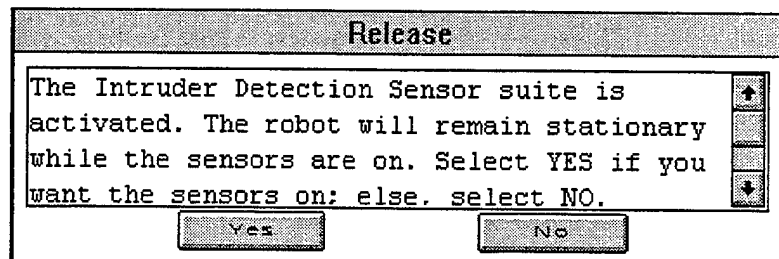 Release
The Intruder Detection Sensor suite is
activated. The robot will remain stationary
while the sensors are on. Select YES if you
want the sensors on; else, select NO.
Yes No